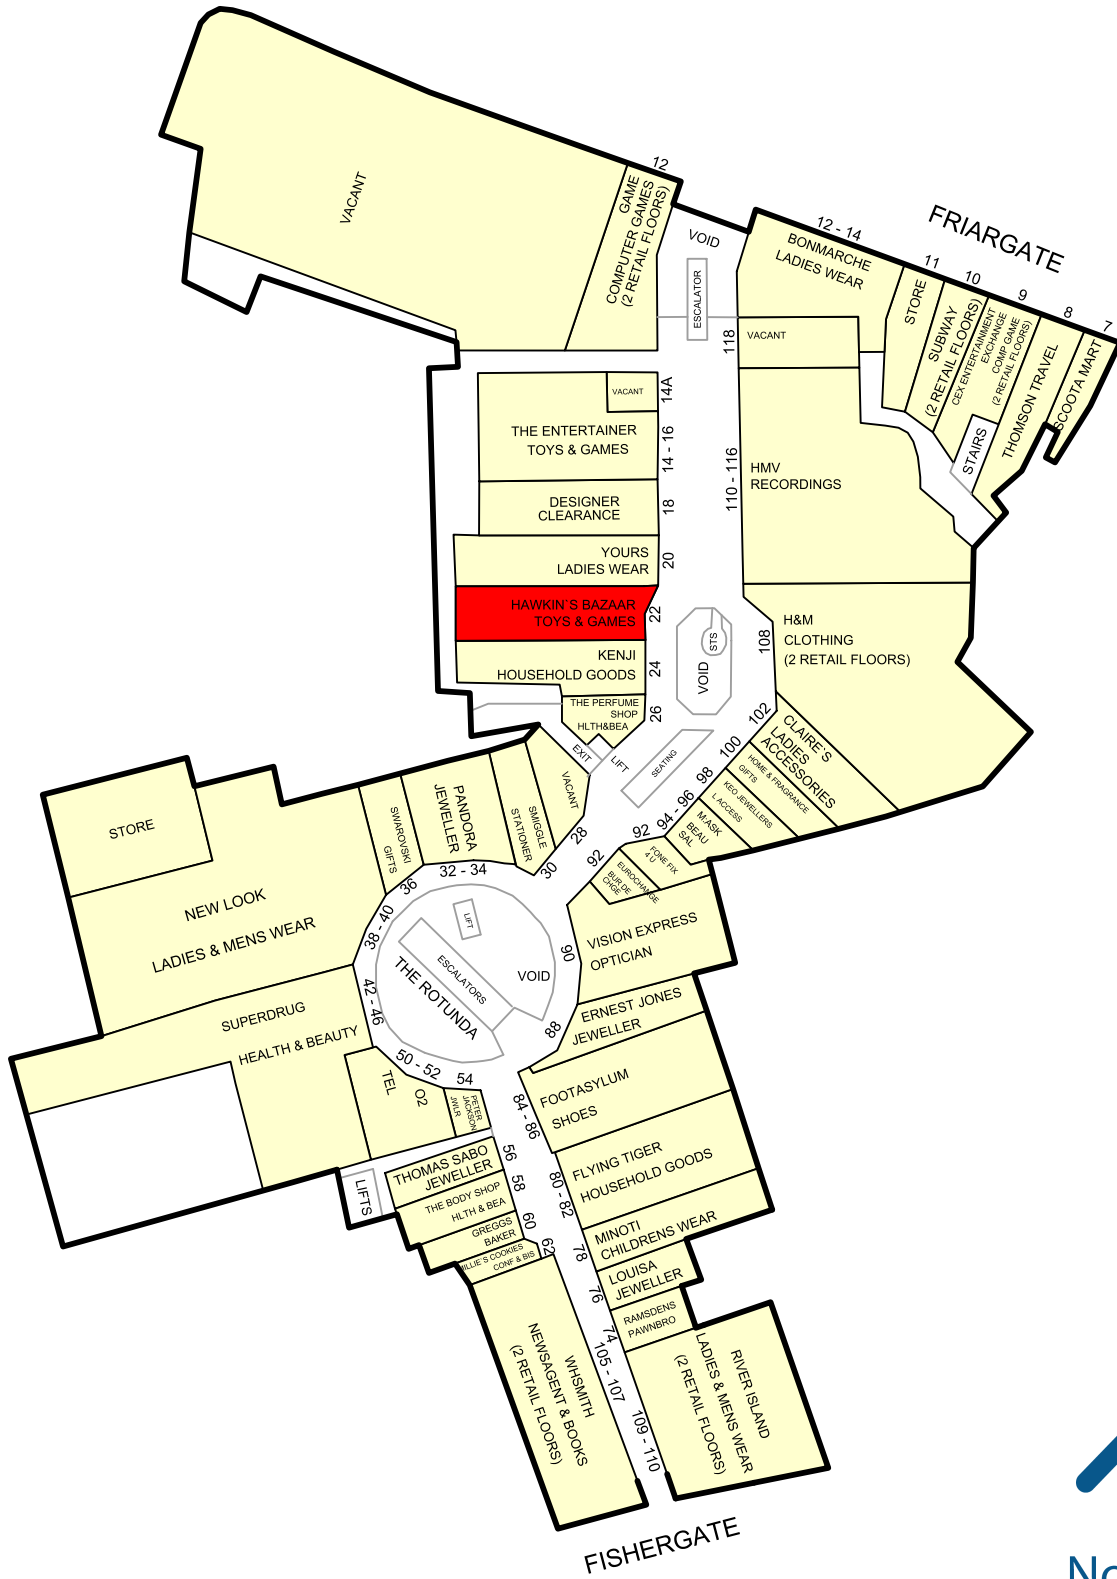 12
FRIARGATE
VACANT
GAME
COMPUTER GAMES
(2 RETAIL FLOORS)
VOID
ESCALATOR
12 - 14
BONMARCHE
LADIES WEAR
11
STORE
10
SUBWAY
(2 RETAIL FLOORS)
9
CEX ENTERTAINMENT
EXCHANGE
COMP GAME
(2 RETAIL FLOORS)
8
THOMSON TRAVEL
7
SCOOTA MART
STAIRS
118
VACANT
14A
VACANT
14 - 16
THE ENTERTAINER
TOYS & GAMES
110 - 116
HMV
RECORDINGS
18
DESIGNER
CLEARANCE
20
YOURS
LADIES WEAR
22
HAWKIN`S BAZAAR
TOYS & GAMES
24
KENJI
HOUSEHOLD GOODS
26
THE PERFUME
SHOP
HLTH&BEA
VOID
STS
108
H&M
CLOTHING
(2 RETAIL FLOORS)
EXIT
LIFT
SEATING
102
CLAIRE'S
LADIES
ACCESSORIES
100
HOME & FRAGRANCE
GIFTS
98
KEO JEWELLERS
L ACCESS
94 - 96
M:ASK
BEAU
SAL
92
FONE FIX
4 U
92
EUROCHANGE
BUR DE
CHGE
STORE
SWAROVSKI
GIFTS
PANDORA
JEWELLER
SMIGGLE
STATIONER
VACANT
28
30
32 - 34
36
38 - 40
NEW LOOK
LADIES & MENS WEAR
LIFT
ESCALATORS
THE ROTUNDA
VOID
90
VISION EXPRESS
OPTICIAN
42 - 46
SUPERDRUG
HEALTH & BEAUTY
88
ERNEST JONES
JEWELLER
50 - 52
O2
TEL
54
PETER
JACKSON
JWLR
84 - 86
FOOTASYLUM
SHOES
56
THOMAS SABO
JEWELLER
LIFTS
58
THE BODY SHOP
HLTH & BEA
80 - 82
FLYING TIGER
HOUSEHOLD GOODS
60
GREGGS
BAKER
62
CONF & BIS
78
MINOTI
CHILDRENS WEAR
76
LOUISA
JEWELLER
74
RAMSDENS
PAWNBRO
105 - 107
WHSMITH
NEWSAGENT & BOOKS
(2 RETAIL FLOORS)
109 - 110
RIVER ISLAND
LADIES & MENS WEAR
(2 RETAIL FLOORS)
FISHERGATE